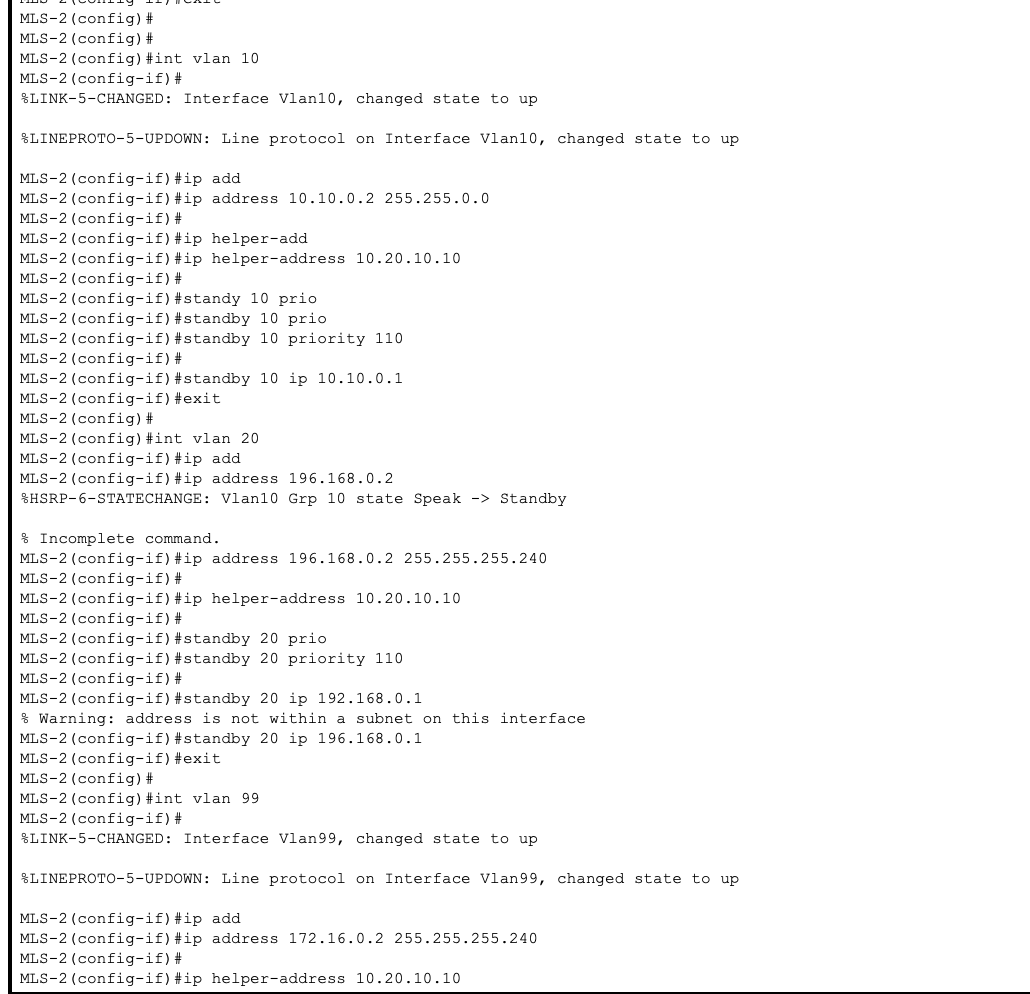 MLS-2(config-if)#exit
MLS-2(config)#
MLS-2(config)#
MLS-2(config)#int vlan 10
MLS-2(config-if)#
%LINK-5-CHANGED: Interface Vlan10, changed state to up
%LINEPROTO-5-UPDOWN: Line protocol on Interface Vlan10, changed state to up
MLS-2(config-if)#ip add
MLS-2(config-if)#ip address 10.10.0.2 255.255.0.0
MLS-2(config-if)#
MLS-2(config-if)#ip helper-add
MLS-2(config-if)#ip helper-address 10.20.10.10
MLS-2(config-if)#
MLS-2(config-if)#standy 10 prio
MLS-2(config-if)#standby 10 prio
MLS-2(config-if)#standby 10 priority 110
MLS-2(config-if)#
MLS-2(config-if)#standby 10 ip 10.10.0.1
MLS-2(config-if)#exit
MLS-2(config)#
MLS-2(config)#int vlan 20
MLS-2(config-if)#ip add
MLS-2(config-if)#ip address 196.168.0.2
%HSRP-6-STATECHANGE: Vlan10 Grp 10 state Speak -> Standby
% Incomplete command.
MLS-2(config-if)#ip address 196.168.0.2 255.255.255.240
MLS-2(config-if)#
MLS-2(config-if)#ip helper-address 10.20.10.10
MLS-2(config-if)#
MLS-2(config-if)#standby 20 prio
MLS-2(config-if)#standby 20 priority 110
MLS-2(config-if)#
MLS-2(config-if)#standby 20 ip 192.168.0.1
% Warning: address is not within a subnet on this interface
MLS-2(config-if)#standby 20 ip 196.168.0.1
MLS-2(config-if)#exit
MLS-2(config)#
MLS-2(config)#int vlan 99
MLS-2(config-if)#
%LINK-5-CHANGED: Interface Vlan99, changed state to up
%LINEPROTO-5-UPDOWN: Line protocol on Interface Vlan99, changed state to up
MLS-2(config-if)#ip add
MLS-2(config-if)#ip address 172.16.0.2 255.255.255.240
MLS-2(config-if)#
MLS-2(config-if)#ip helper-address 10.20.10.10